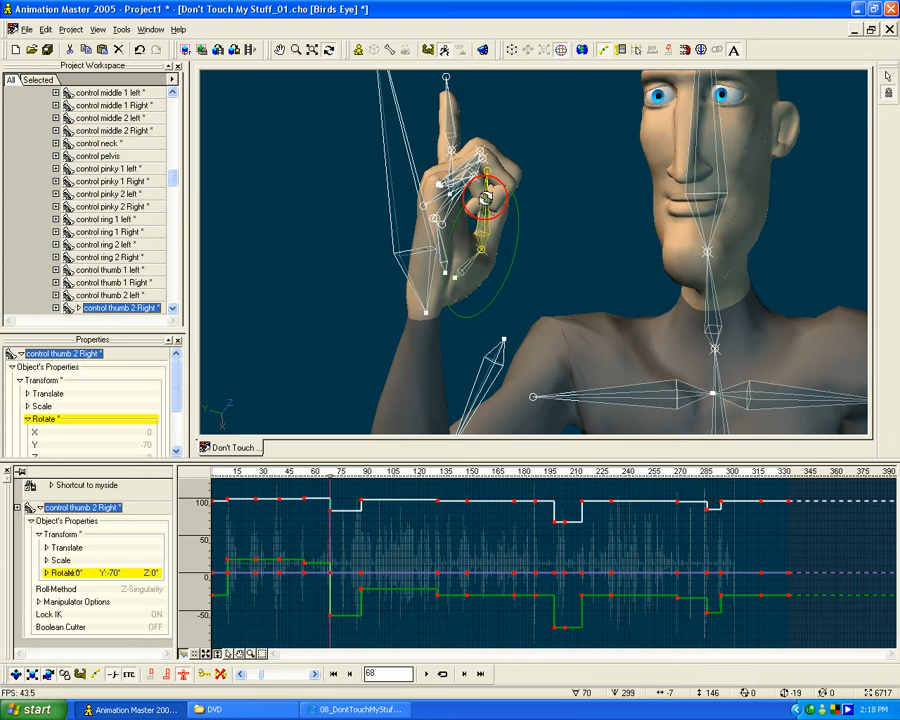 Animation Master 2005 - Project1 * - [Don't Touch My Stuff_01.cho [Birds Eye] *]
File Edit Project View Tools Window Help
A
Project Workspace
All Selected
control middle 1 left *
control middle 1 Right *
control middle 2 left *
control middle 2 Right *
control neck *
control pelvis
control pinky 1 left *
control pinky 1 Right *
control pinky 2 left *
control pinky 2 Right *
control ring 1 left *
control ring 1 Right *
control ring 2 left *
control ring 2 Right *
control thumb 1 left *
control thumb 1 Right *
control thumb 2 left *
control thumb 2 Right *
Properties
control thumb 2 Right *
Object's Properties
Transform *
Translate
Scale
Rotate *
X 0
Y -70
Y Z X
Don't Touch ...
15 30 45 60 75 90 105 120 135 150 165 180 195 210 225 240 255 270 285 300 315 330 345 360 375 390
Shortcut to myside
control thumb 2 Right *
Object's Properties
Transform *
Translate
Scale
Y:-70° Z:0°
Roll-Method Z-Singularity
Manipulator Options
Lock IK ON
Boolean Cutter OFF
100
50
0
-50
ETC. 68
FPS: 43.5 70 299 -7 146 0 -19 0 6717
start Animation Master 200... DVD 08_DontTouchMyStuf... 2:18 PM